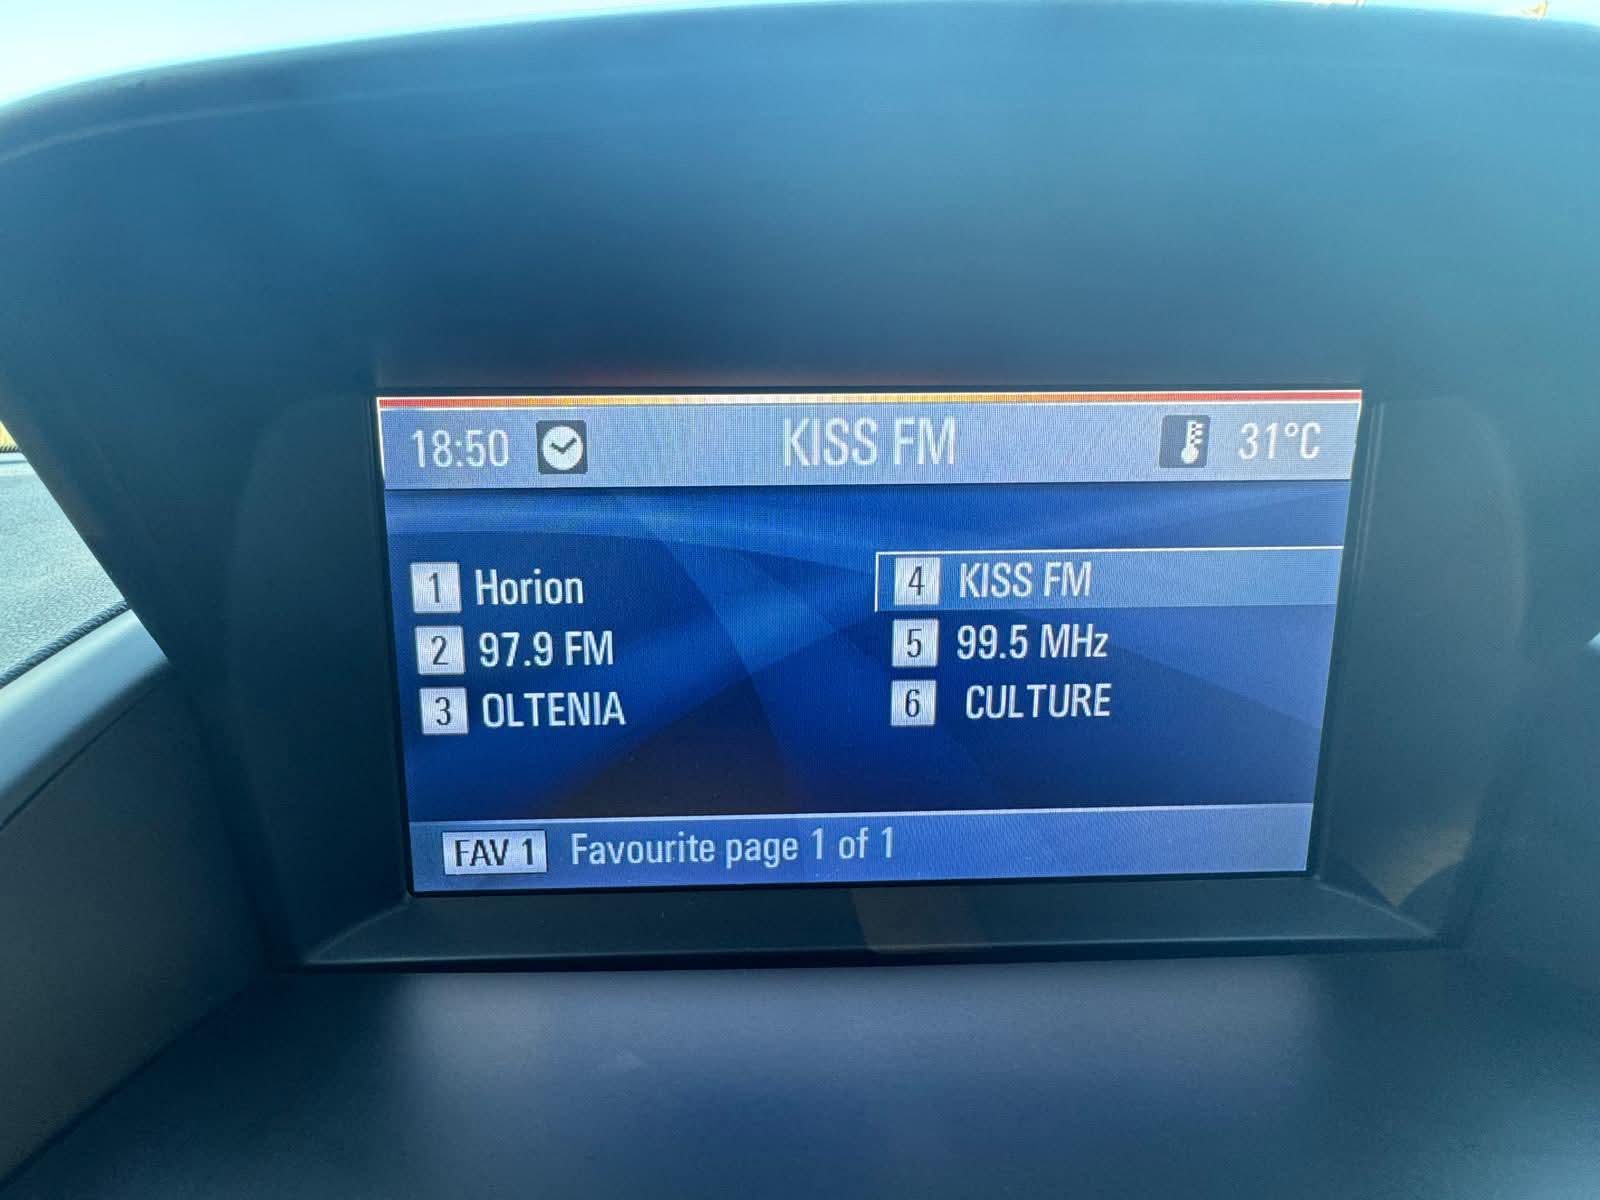 18:50 KISS FM 31°C
1 Horion
2 97.9 FM
3 OLTENIA
4 KISS FM
5 99.5 MHz
6 CULTURE
FAV 1 Favourite page 1 of 1